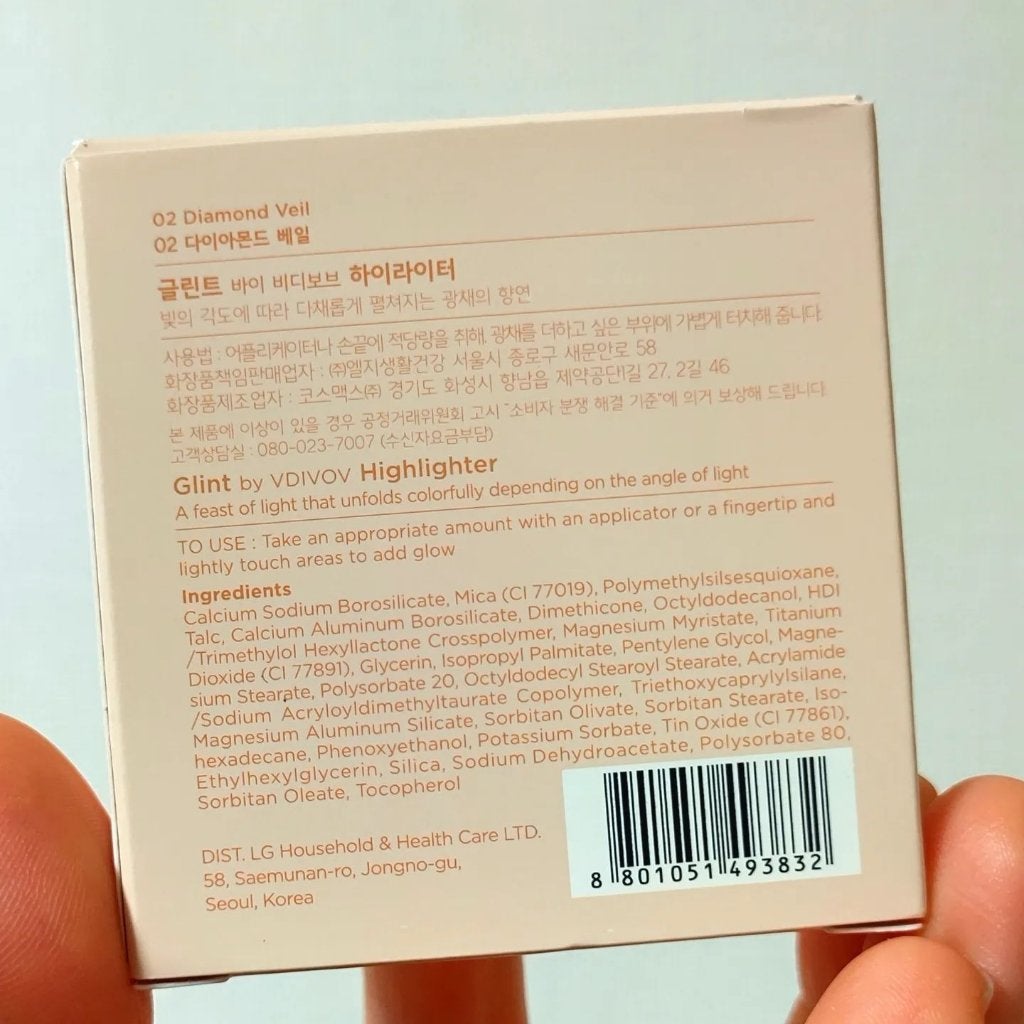 02 Diamond Veil
02 다이아몬드 베일
글린트 바이 비디보브 하이라이터
빛의 각도에 따라 다채롭게 펼쳐지는 광채의 향연
사용법 : 어플리케이터나 손끝에 적당량을 취해, 광채를 더하고 싶은 부위에 가볍게 터치해 줍니다.
화장품책임판매업자 : ㈜엘지생활건강 서울시 종로구 새문안로 58
화장품제조업자 : 코스맥스㈜ 경기도 화성시 향남읍 제약공단1길 27, 2길 46
본 제품에 이상이 있을 경우 공정거래위원회 고시 "소비자 분쟁 해결 기준"에 의거 보상해 드립니다.
고객상담실 : 080-023-7007 (수신자요금부담)
Glint by VDIVOV Highlighter
A feast of light that unfolds colorfully depending on the angle of light
TO USE : Take an appropriate amount with an applicator or a fingertip and
lightly touch areas to add glow
Ingredients
Calcium Sodium Borosilicate, Mica (CI 77019), Polymethylsilsesquioxane,
Talc, Calcium Aluminum Borosilicate, Dimethicone, Octyldodecanol, HDI
/Trimethylol Hexyllactone Crosspolymer, Magnesium Myristate, Titanium
Dioxide (CI 77891), Glycerin, Isopropyl Palmitate, Pentylene Glycol, Magne-
sium Stearate, Polysorbate 20, Octyldodecyl Stearoyl Stearate, Acrylamide
/Sodium Acryloyldimethyltaurate Copolymer, Triethoxycaprylylsilane,
Magnesium Aluminum Silicate, Sorbitan Olivate, Sorbitan Stearate, Iso-
hexadecane, Phenoxyethanol, Potassium Sorbate, Tin Oxide (CI 77861),
Ethylhexylglycerin, Silica, Sodium Dehydroacetate, Polysorbate 80,
Sorbitan Oleate, Tocopherol
DIST. LG Household & Health Care LTD.
58, Saemunan-ro, Jongno-gu,
Seoul, Korea
8 801051 493832